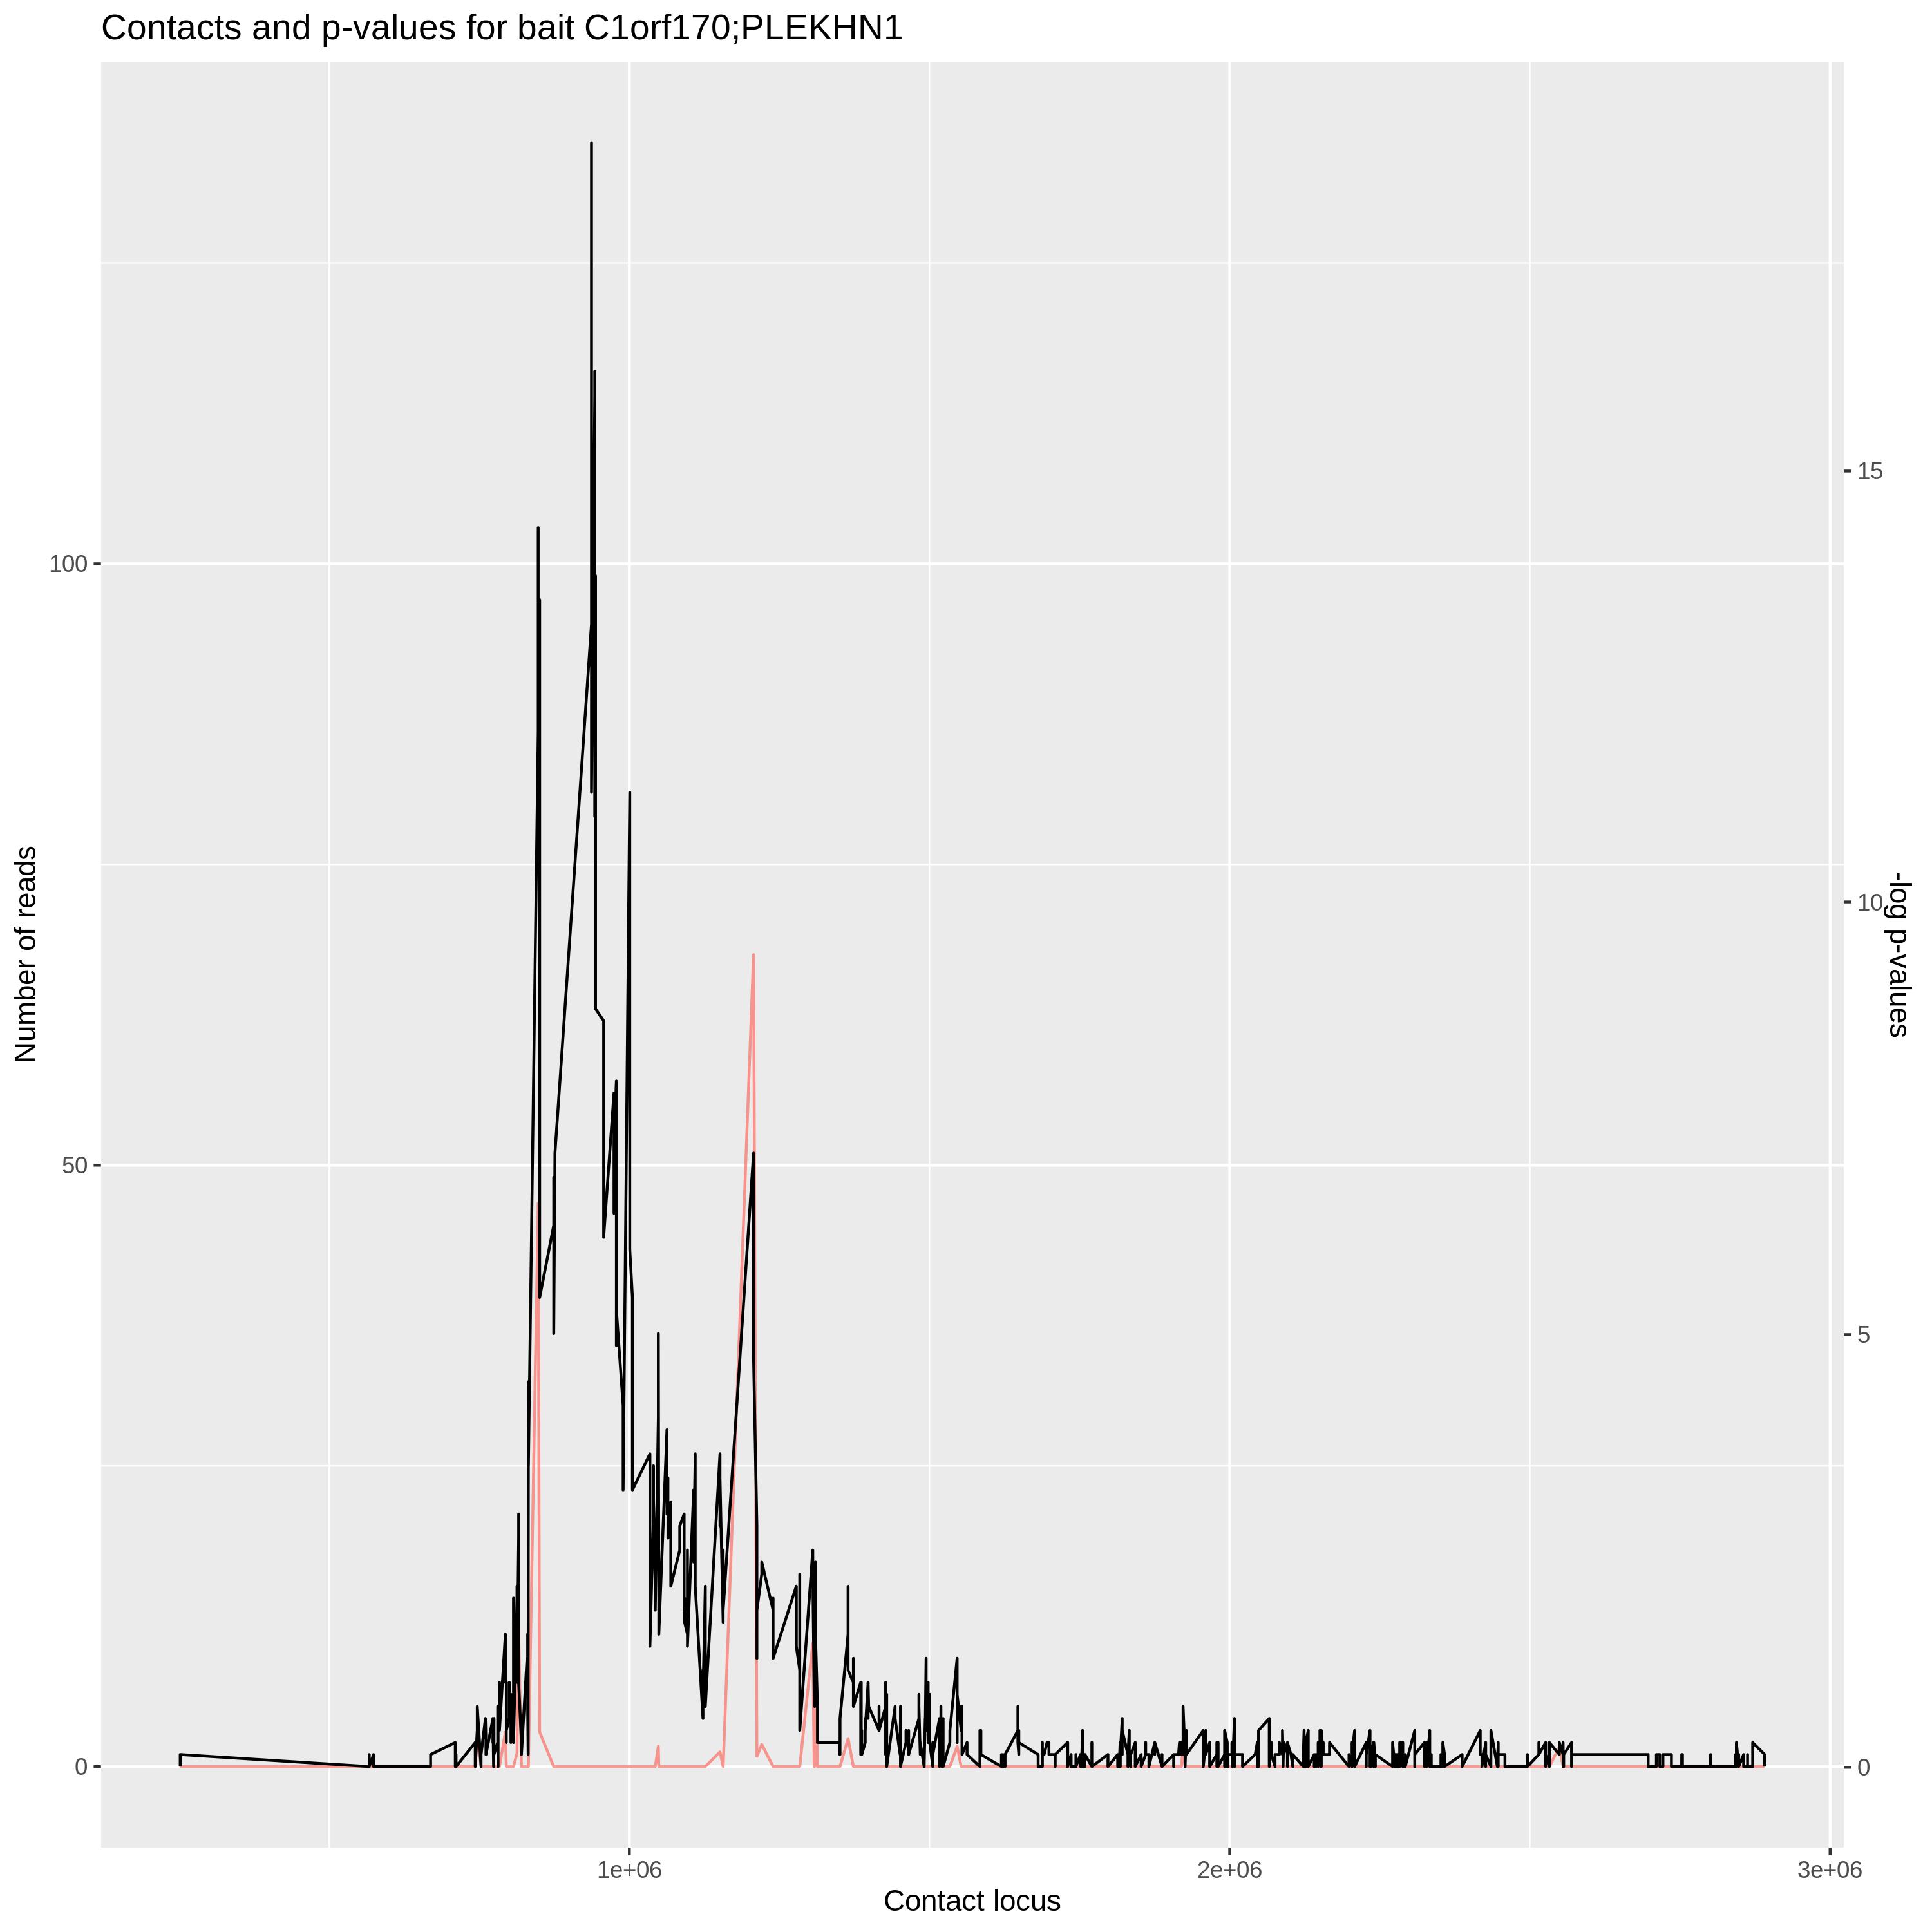 Contacts and p-values for bait C1orf170;PLEKHN1
Number of reads
100
50
0
15
10
5
0
-log p-values
1e+06
2e+06
3e+06
Contact locus